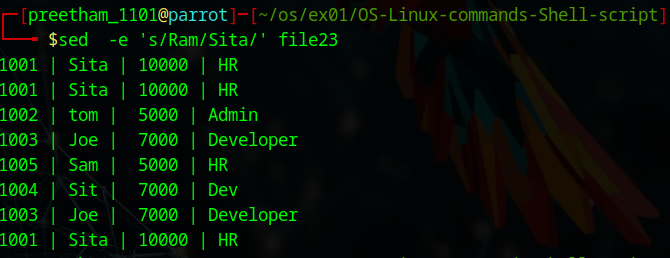 ┌─[preetham_1101@parrot]─[~/os/ex01/OS-Linux-commands-Shell-script]
└──╼ $sed  -e 's/Ram/Sita/' file23
1001 | Sita | 10000 | HR
1001 | Sita | 10000 | HR
1002 | tom |  5000 | Admin
1003 | Joe |  7000 | Developer
1005 | Sam |  5000 | HR
1004 | Sit |  7000 | Dev
1003 | Joe |  7000 | Developer
1001 | Sita | 10000 | HR